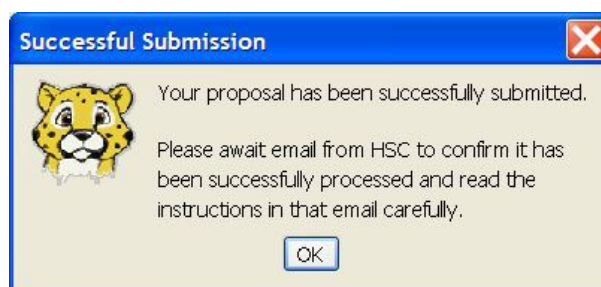 Successful Submission
Your proposal has been successfully submitted.
Please await email from HSC to confirm it has
been successfully processed and read the
instructions in that email carefully.
OK